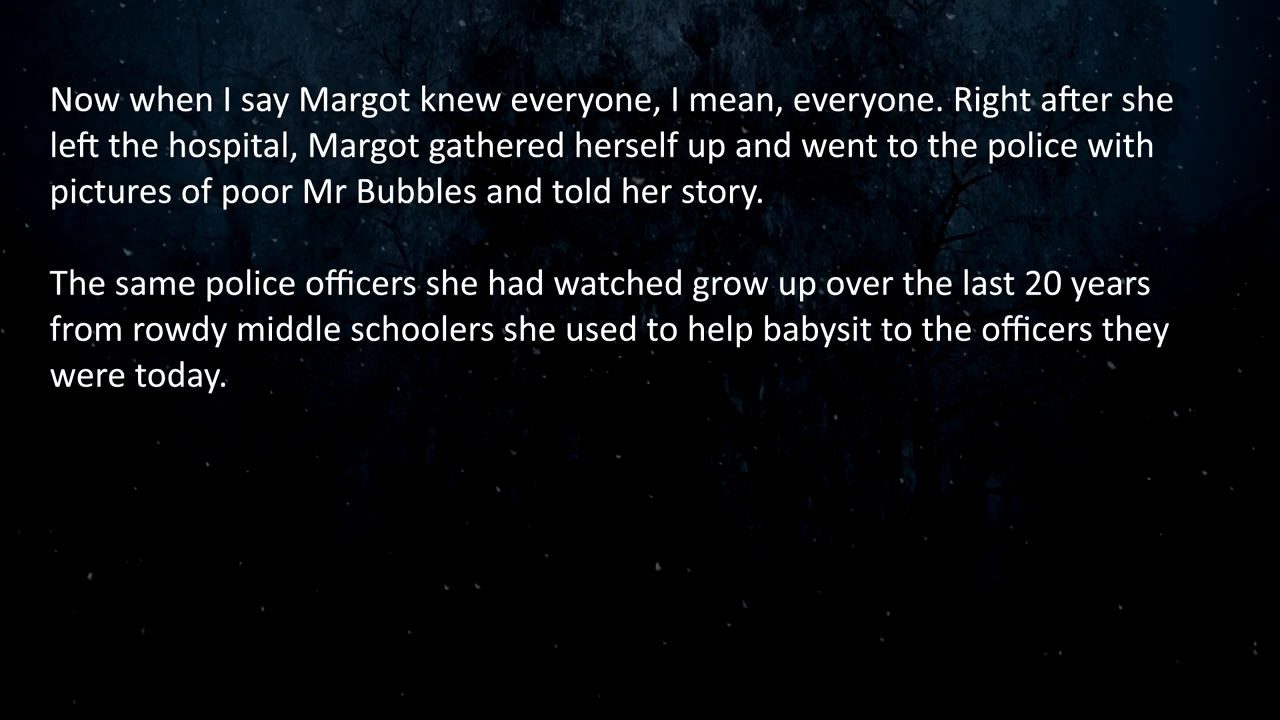 Now when I say Margot knew everyone, I mean, everyone. Right after she
left the hospital, Margot gathered herself up and went to the police with
pictures of poor Mr Bubbles and told her story.
The same police officers she had watched grow up over the last 20 years
from rowdy middle schoolers she used to help babysit to the officers they
were today.